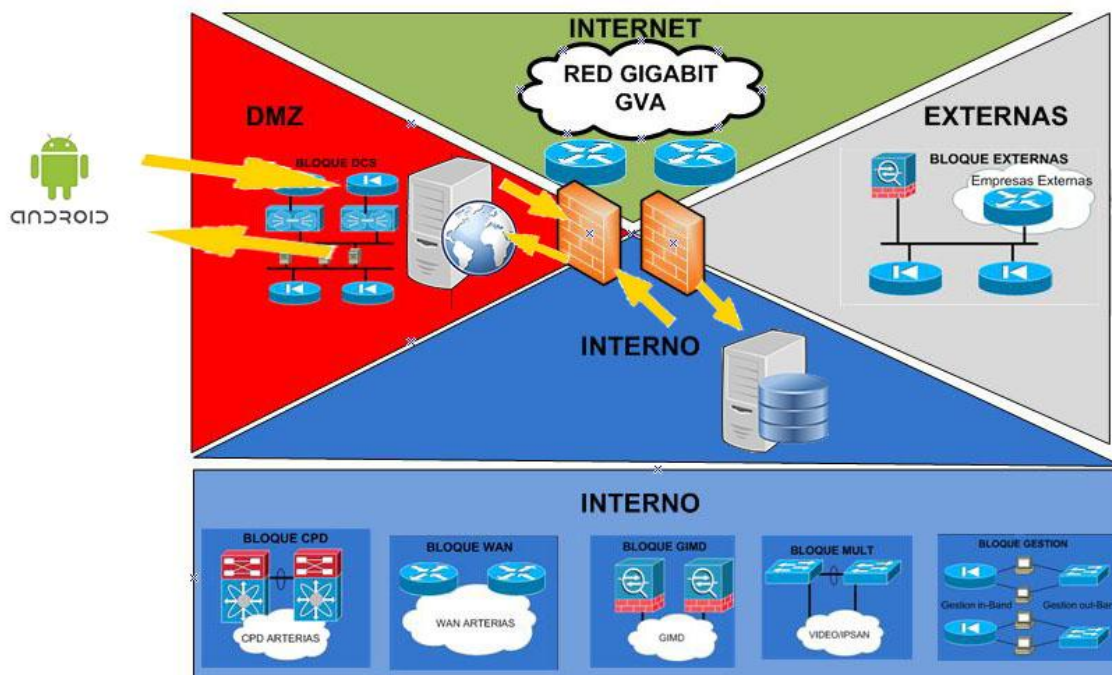 INTERNET
RED GIGABIT
GVA
DMZ
BLOQUE DCS
ANDROID
EXTERNAS
BLOQUE EXTERNAS
Empresas Externas
INTERNO
INTERNO
BLOQUE CPD
CPD ARTERIAS
BLOQUE WAN
WAN ARTERIAS
BLOQUE GIMD
GIMD
BLOQUE MULT
VIDEO/IPSAN
BLOQUE GESTION
Gestion in-Band
Gestion out-Band